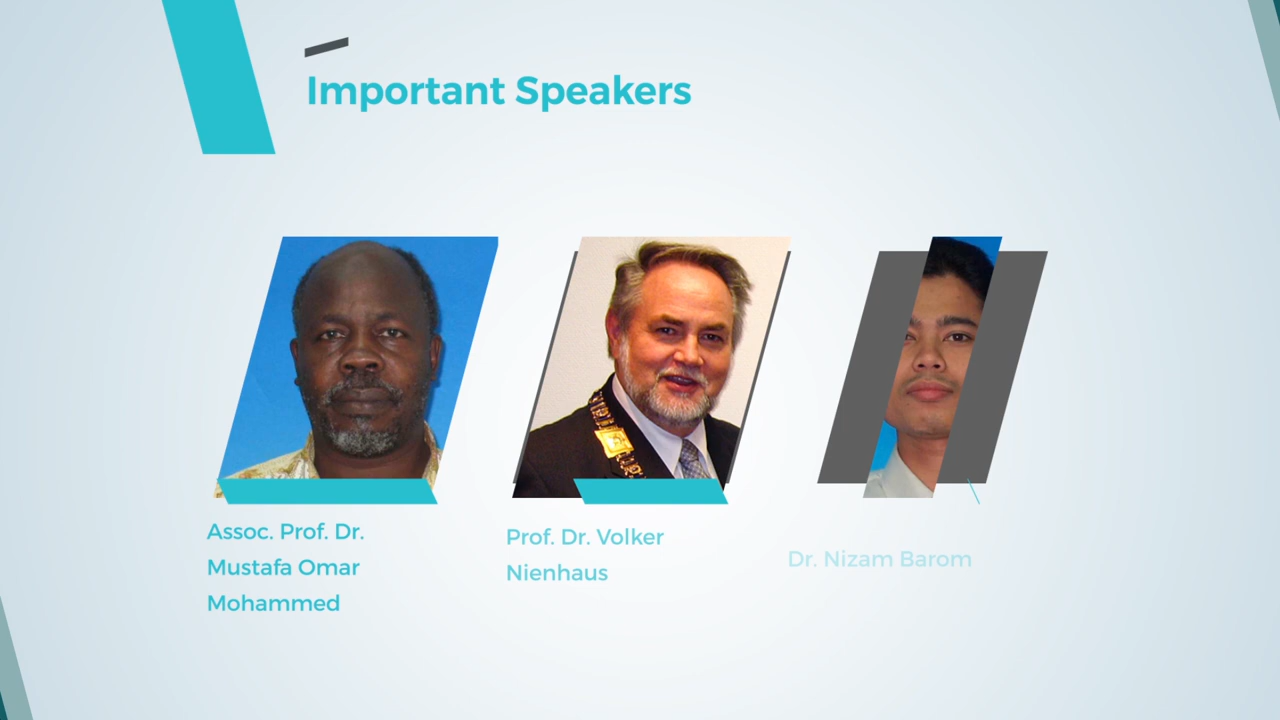 Important Speakers
Assoc. Prof. Dr.
Mustafa Omar
Mohammed
Prof. Dr. Volker
Nienhaus
Dr. Nizam Barom